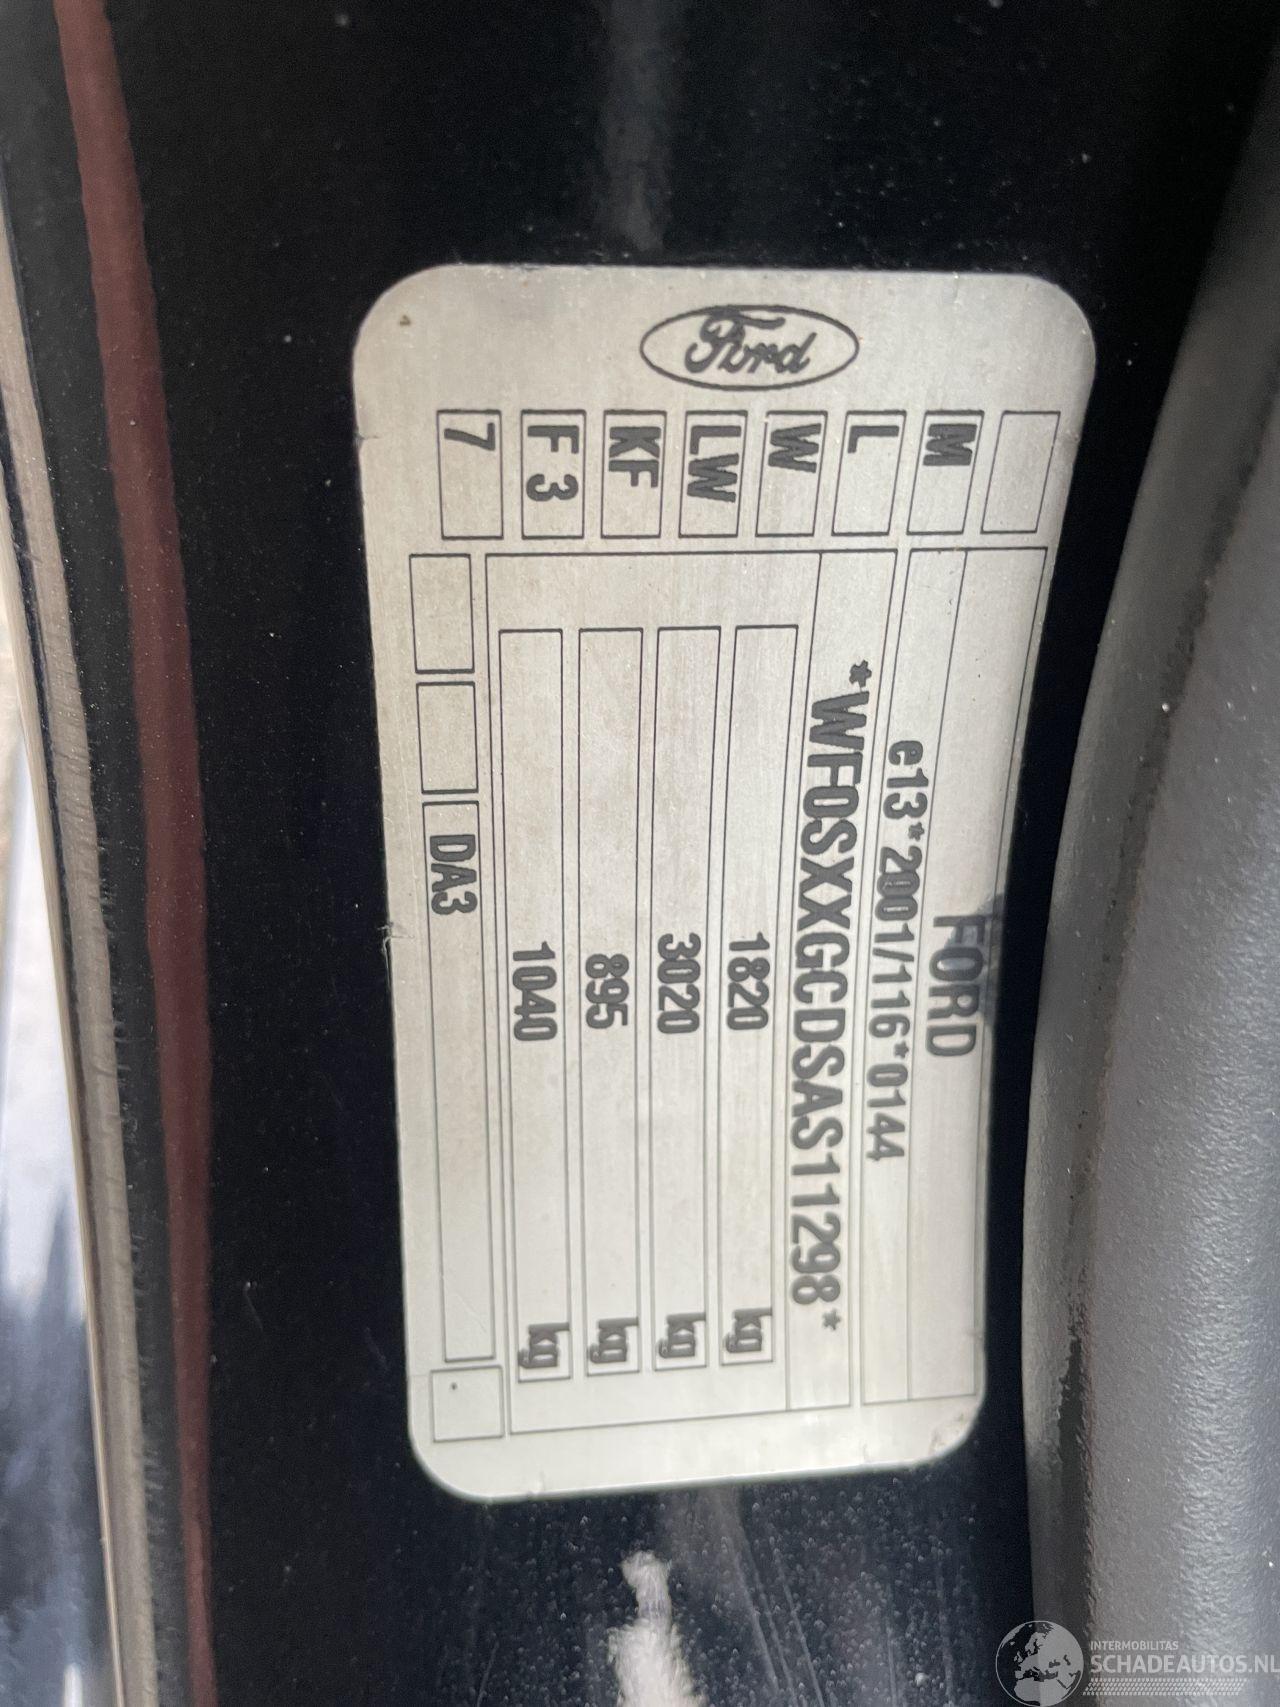 Ford
M
L
W
LW
KF
F 3
7
FORD
e13*2001/116*0144
*WF0SXXGCDSAS11298*
1820 kg
3020 kg
895 kg
1040 kg
DA3
INTERMOBILITAS
SCHADEAUTOS.NL